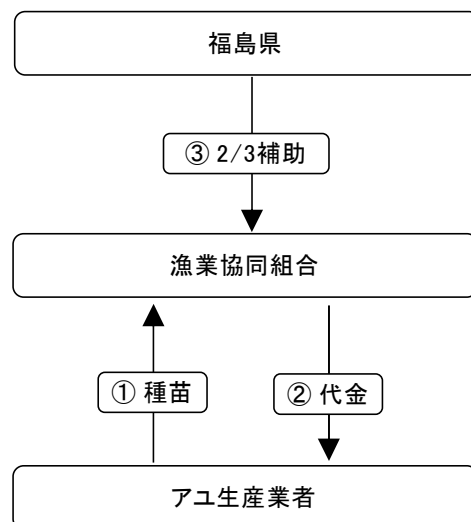 福島県
③ 2/3補助
漁業協同組合
① 種苗
② 代金
アユ生産業者